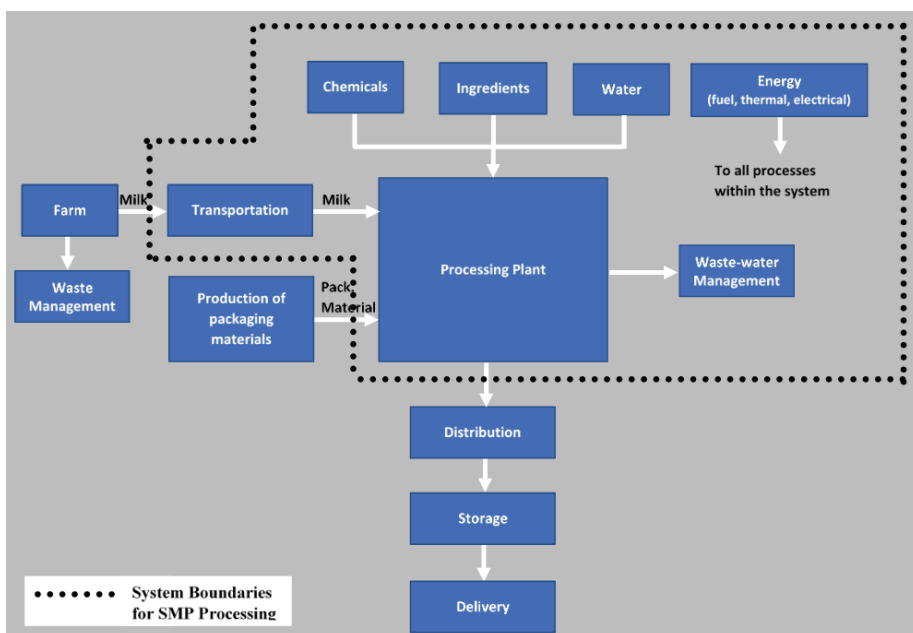 Chemicals
Ingredients
Water
Energy
(fuel, thermal, electrical)
To all processes
within the system
Farm
Milk
Transportation
Milk
Processing Plant
Waste-water
Management
Waste
Management
Production of
packaging
materials
Pack.
Material
Distribution
Storage
Delivery
System Boundaries
for SMP Processing